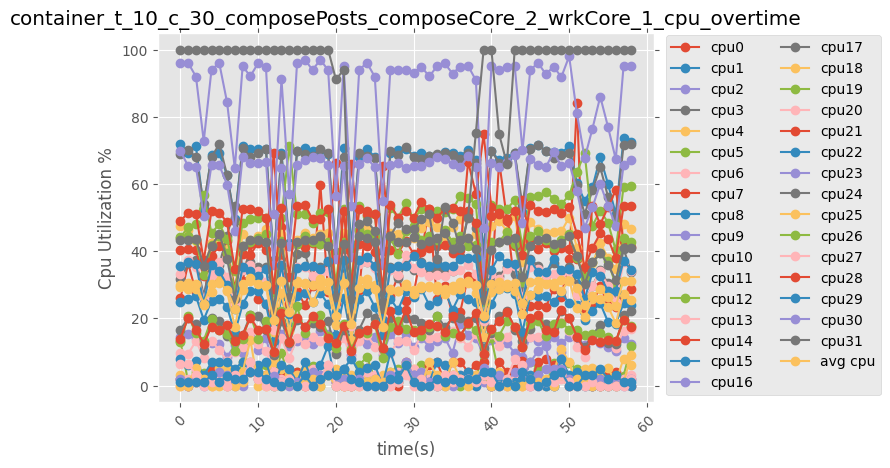 container_t_10_c_30_composePosts_composeCore_2_wrkCore_1_cpu_overtime
Cpu Utilization %
100
80
60
40
20
0
0
10
20
30
40
50
60
time(s)
cpu0
cpu1
cpu2
cpu3
cpu4
cpu5
cpu6
cpu7
cpu8
cpu9
cpu10
cpu11
cpu12
cpu13
cpu14
cpu15
cpu16
cpu17
cpu18
cpu19
cpu20
cpu21
cpu22
cpu23
cpu24
cpu25
cpu26
cpu27
cpu28
cpu29
cpu30
cpu31
avg cpu